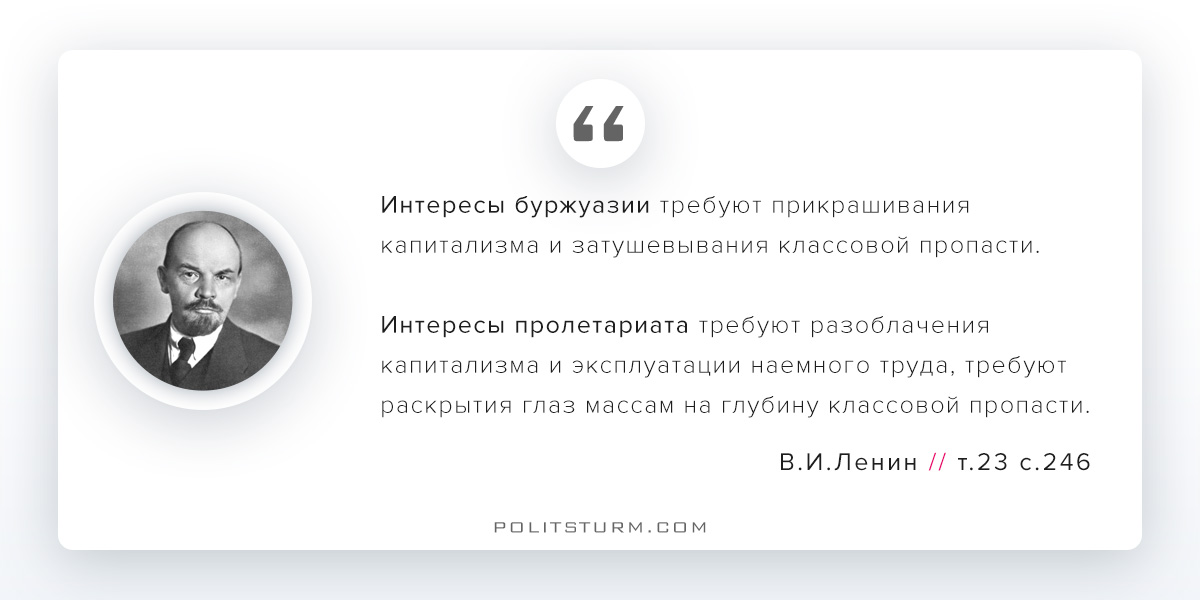 “
Интересы буржуазии требуют прикрашивания
капитализма и затушевывания классовой пропасти.
Интересы пролетариата требуют разоблачения
капитализма и эксплуатации наемного труда, требуют
раскрытия глаз массам на глубину классовой пропасти.
В.И.Ленин // т.23 с.246
POLITSTURM.COM